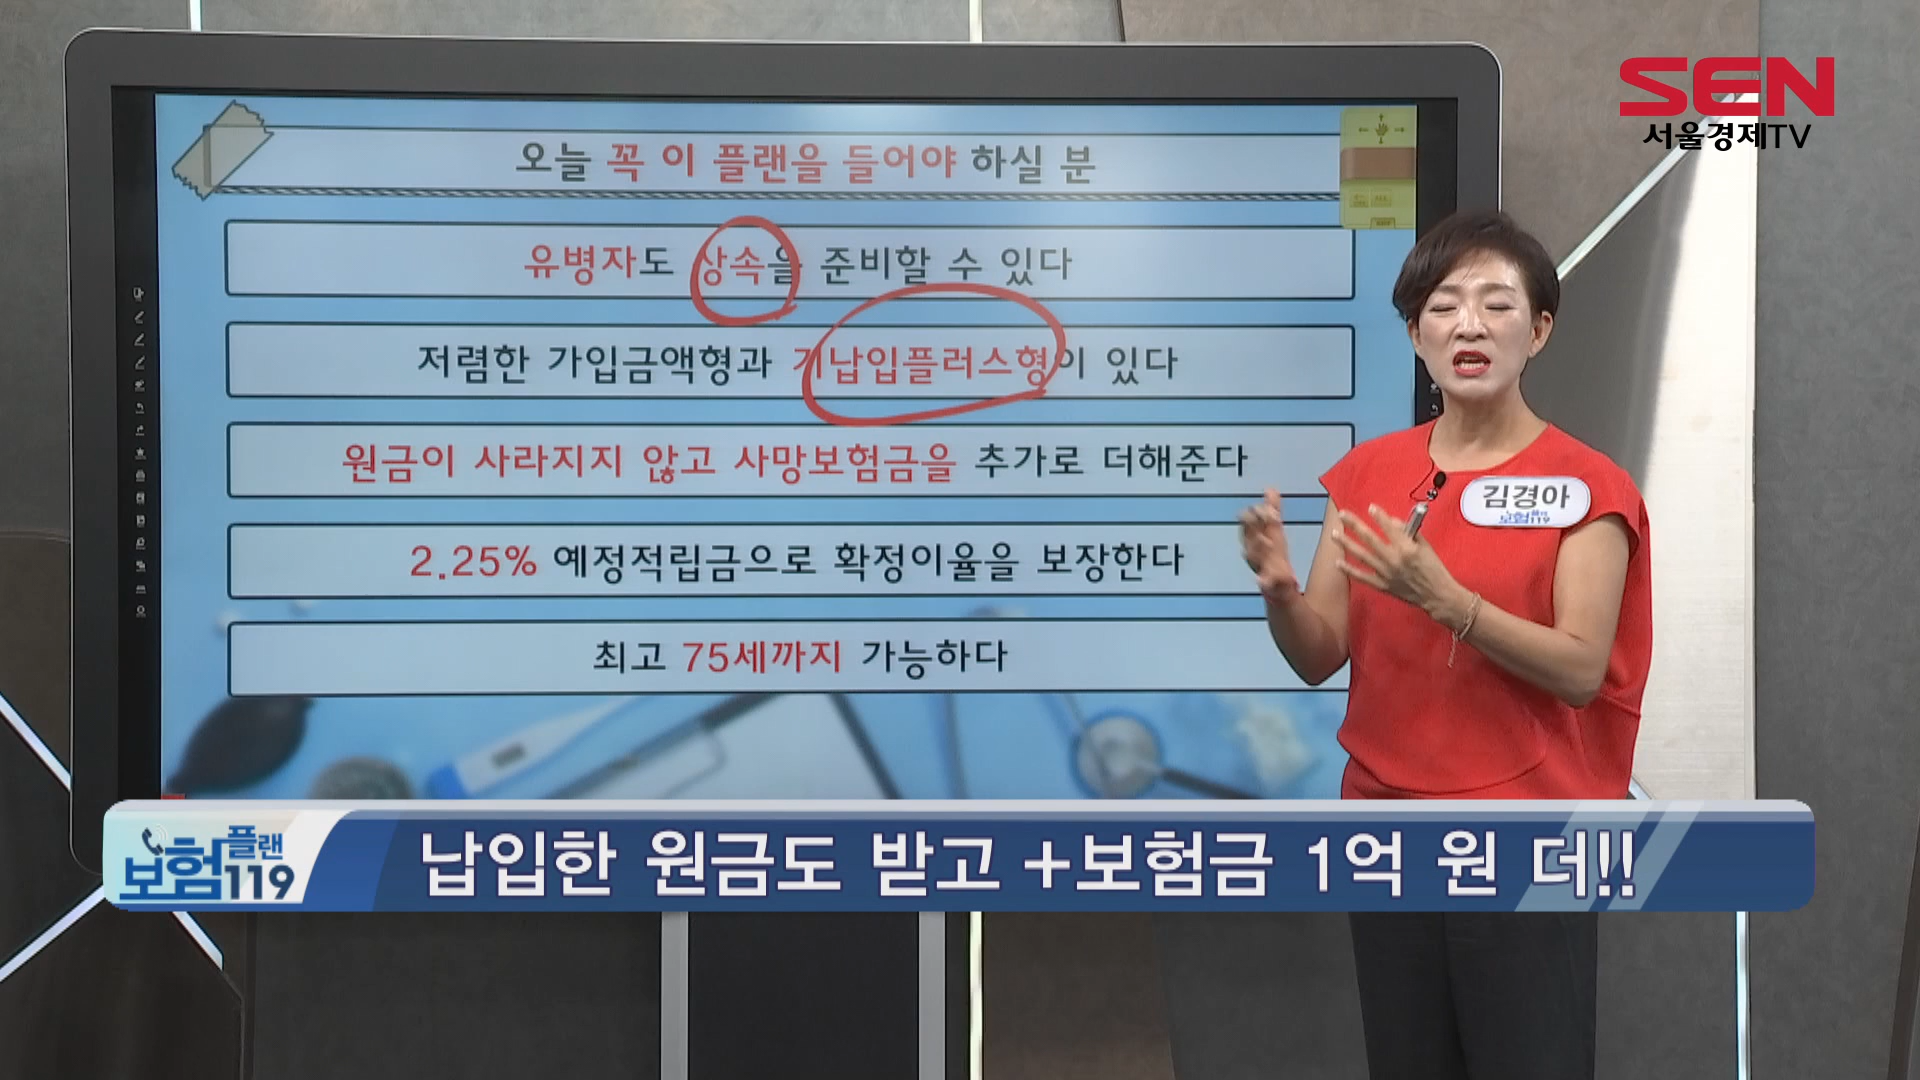 SEN
서울경제TV
오늘 꼭 이 플랜을 들어야 하실 분
유병자도 상속을 준비할 수 있다
저렴한 가입금액형과 기납입플러스형이 있다
원금이 사라지지 않고 사망보험금을 추가로 더해준다
2.25% 예정적립금으로 확정이율을 보장한다
최고 75세까지 가능하다
김경아
보험플랜119
보험플랜119
납입한 원금도 받고 +보험금 1억 원 더!!